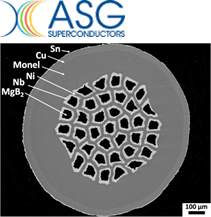 ASG
SUPERCONDUCTORS
Sn
Cu
Monel
Ni
Nb
MgB₂
100 µm